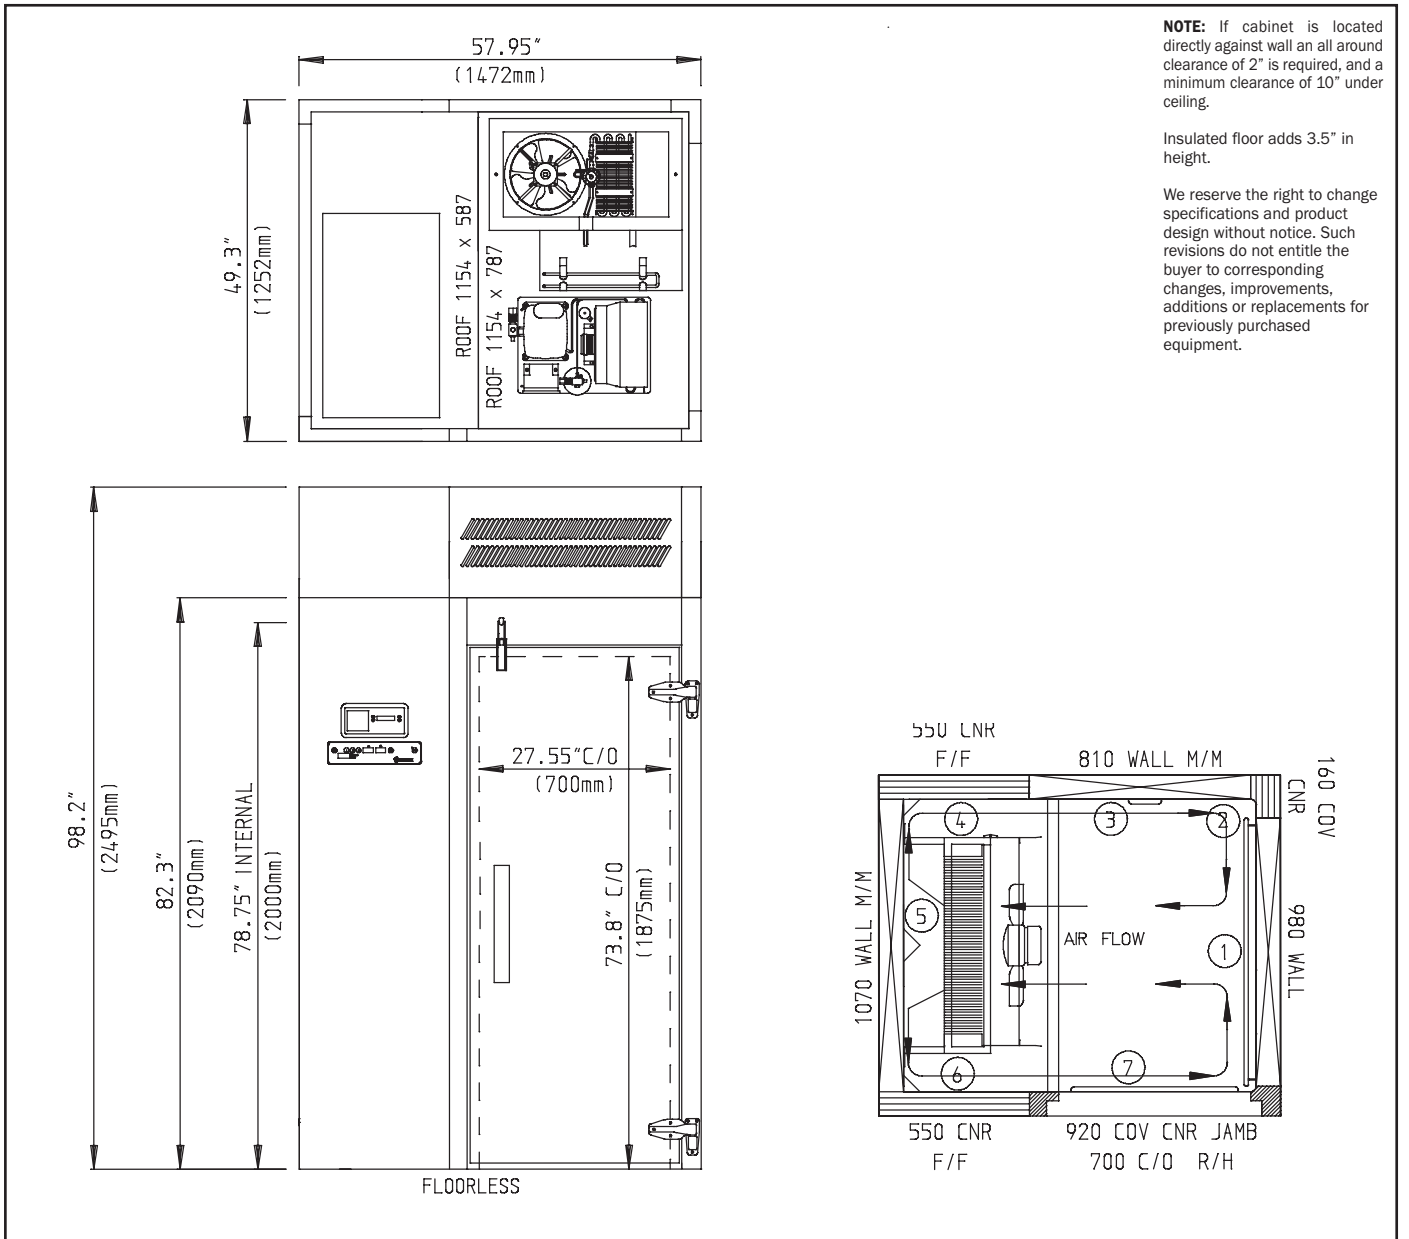 NOTE: If cabinet is located
directly against wall an all around
clearance of 2” is required, and a
minimum clearance of 10” under
ceiling.
Insulated floor adds 3.5” in
height.
We reserve the right to change
specifications and product
design without notice. Such
revisions do not entitle the
buyer to corresponding
changes, improvements,
additions or replacements for
previously purchased
equipment.
57.95"
(1472mm)
49.3"
(1252mm)
ROOF 1154 x 587
ROOF 1154 x 787
98.2"
(2495mm)
82.3"
(2090mm)
78.75" INTERNAL
(2000mm)
27.55"C/O
(700mm)
73.8" C/O
(1875mm)
FLOORLESS
550 CNR
F/F
810 WALL M/M
160 COV
CNR
1070 WALL M/M
980 WALL
4
3
2
5
AIR FLOW
1
6
7
550 CNR
F/F
920 COV CNR JAMB
700 C/O R/H